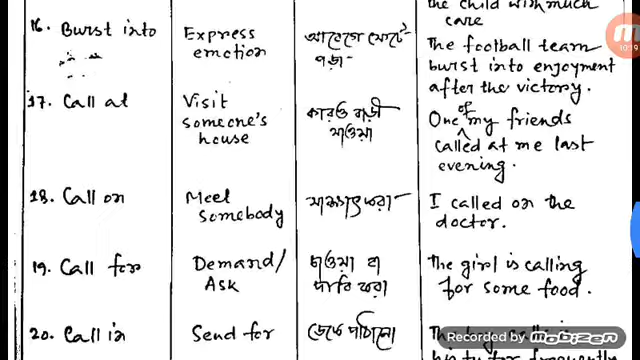 the child with much
care
10:19
16. Burst into
Express
emotion
আবেগে ফেটে
পড়া
The football team
burst into enjoyment
after the victory.
17. Call at
Visit
someone's
house
কারও বাড়ী
যাওয়া
One of my friends
called at me last
evening.
18. Call on
Meet
somebody
সাক্ষাৎ করা
I called on the
doctor.
19. Call for
Demand/
Ask
চাওয়া বা
দাবি করা
The girl is calling
for some food.
20. Call in
Send for
ডেকে পাঠানো
Recorded by
mobizen
frequently